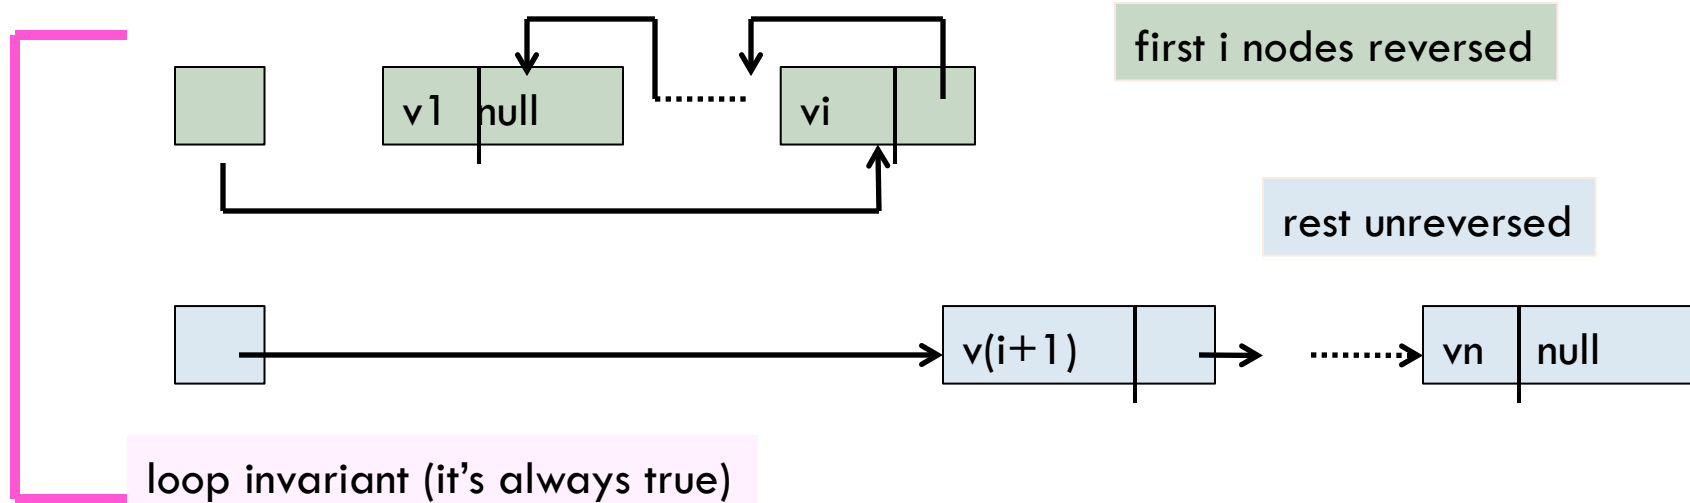 first i nodes reversed
v1 null
vi
rest unreversed
v(i+1)
vn null
loop invariant (it’s always true)